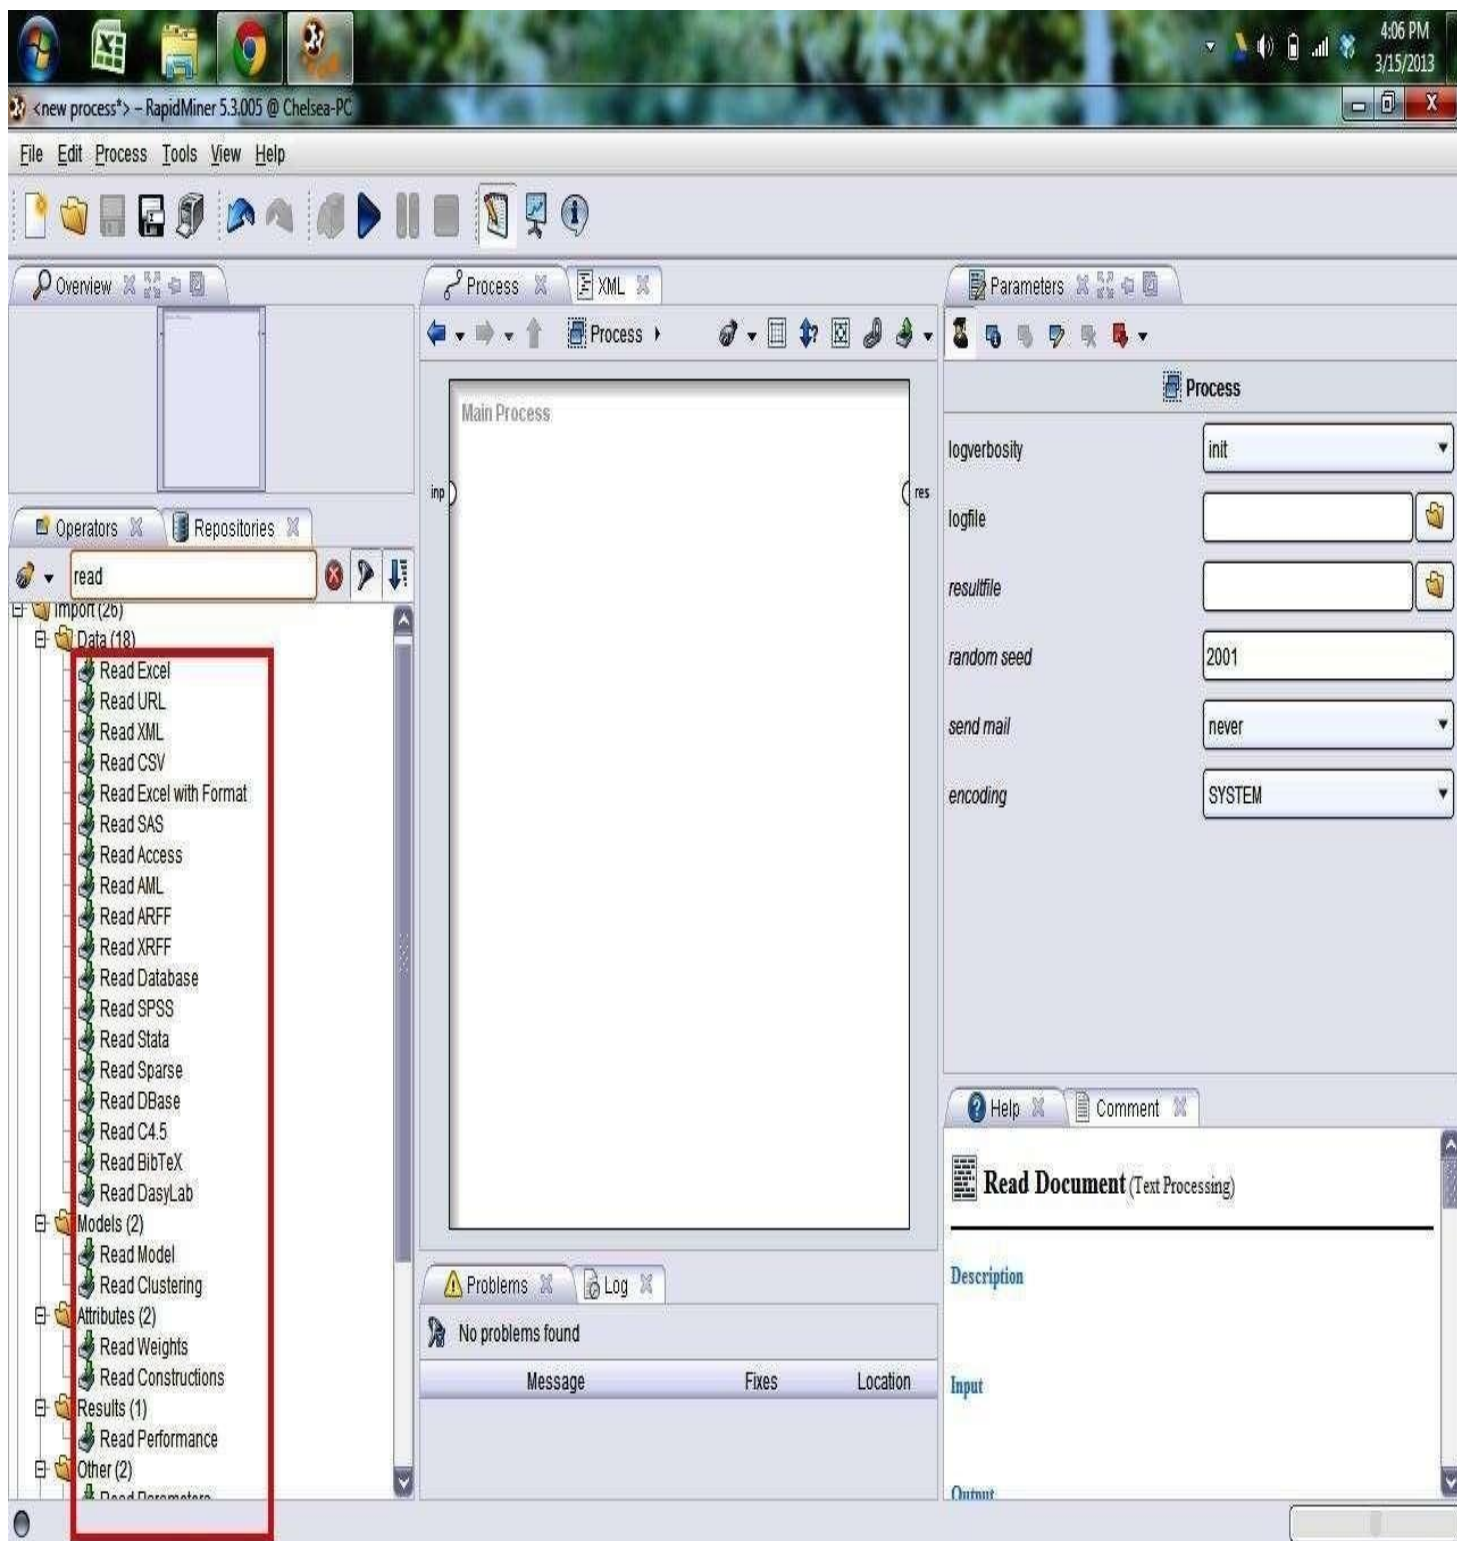 4:06 PM
3/15/2013
<new process*> – RapidMiner 5.3.005 @ Chelsea-PC
File Edit Process Tools View Help
Overview
Operators Repositories
read
Import (26)
Data (18)
Read Excel
Read URL
Read XML
Read CSV
Read Excel with Format
Read SAS
Read Access
Read AML
Read ARFF
Read XRFF
Read Database
Read SPSS
Read Stata
Read Sparse
Read DBase
Read C4.5
Read BibTeX
Read DasyLab
Models (2)
Read Model
Read Clustering
Attributes (2)
Read Weights
Read Constructions
Results (1)
Read Performance
Other (2)
Read Parameters
Process XML
Process
Main Process
inp
res
Problems Log
No problems found
Message Fixes Location
Parameters
Process
logverbosity init
logfile
resultfile
random seed 2001
send mail never
encoding SYSTEM
Help Comment
Read Document (Text Processing)
Description
Input
Output